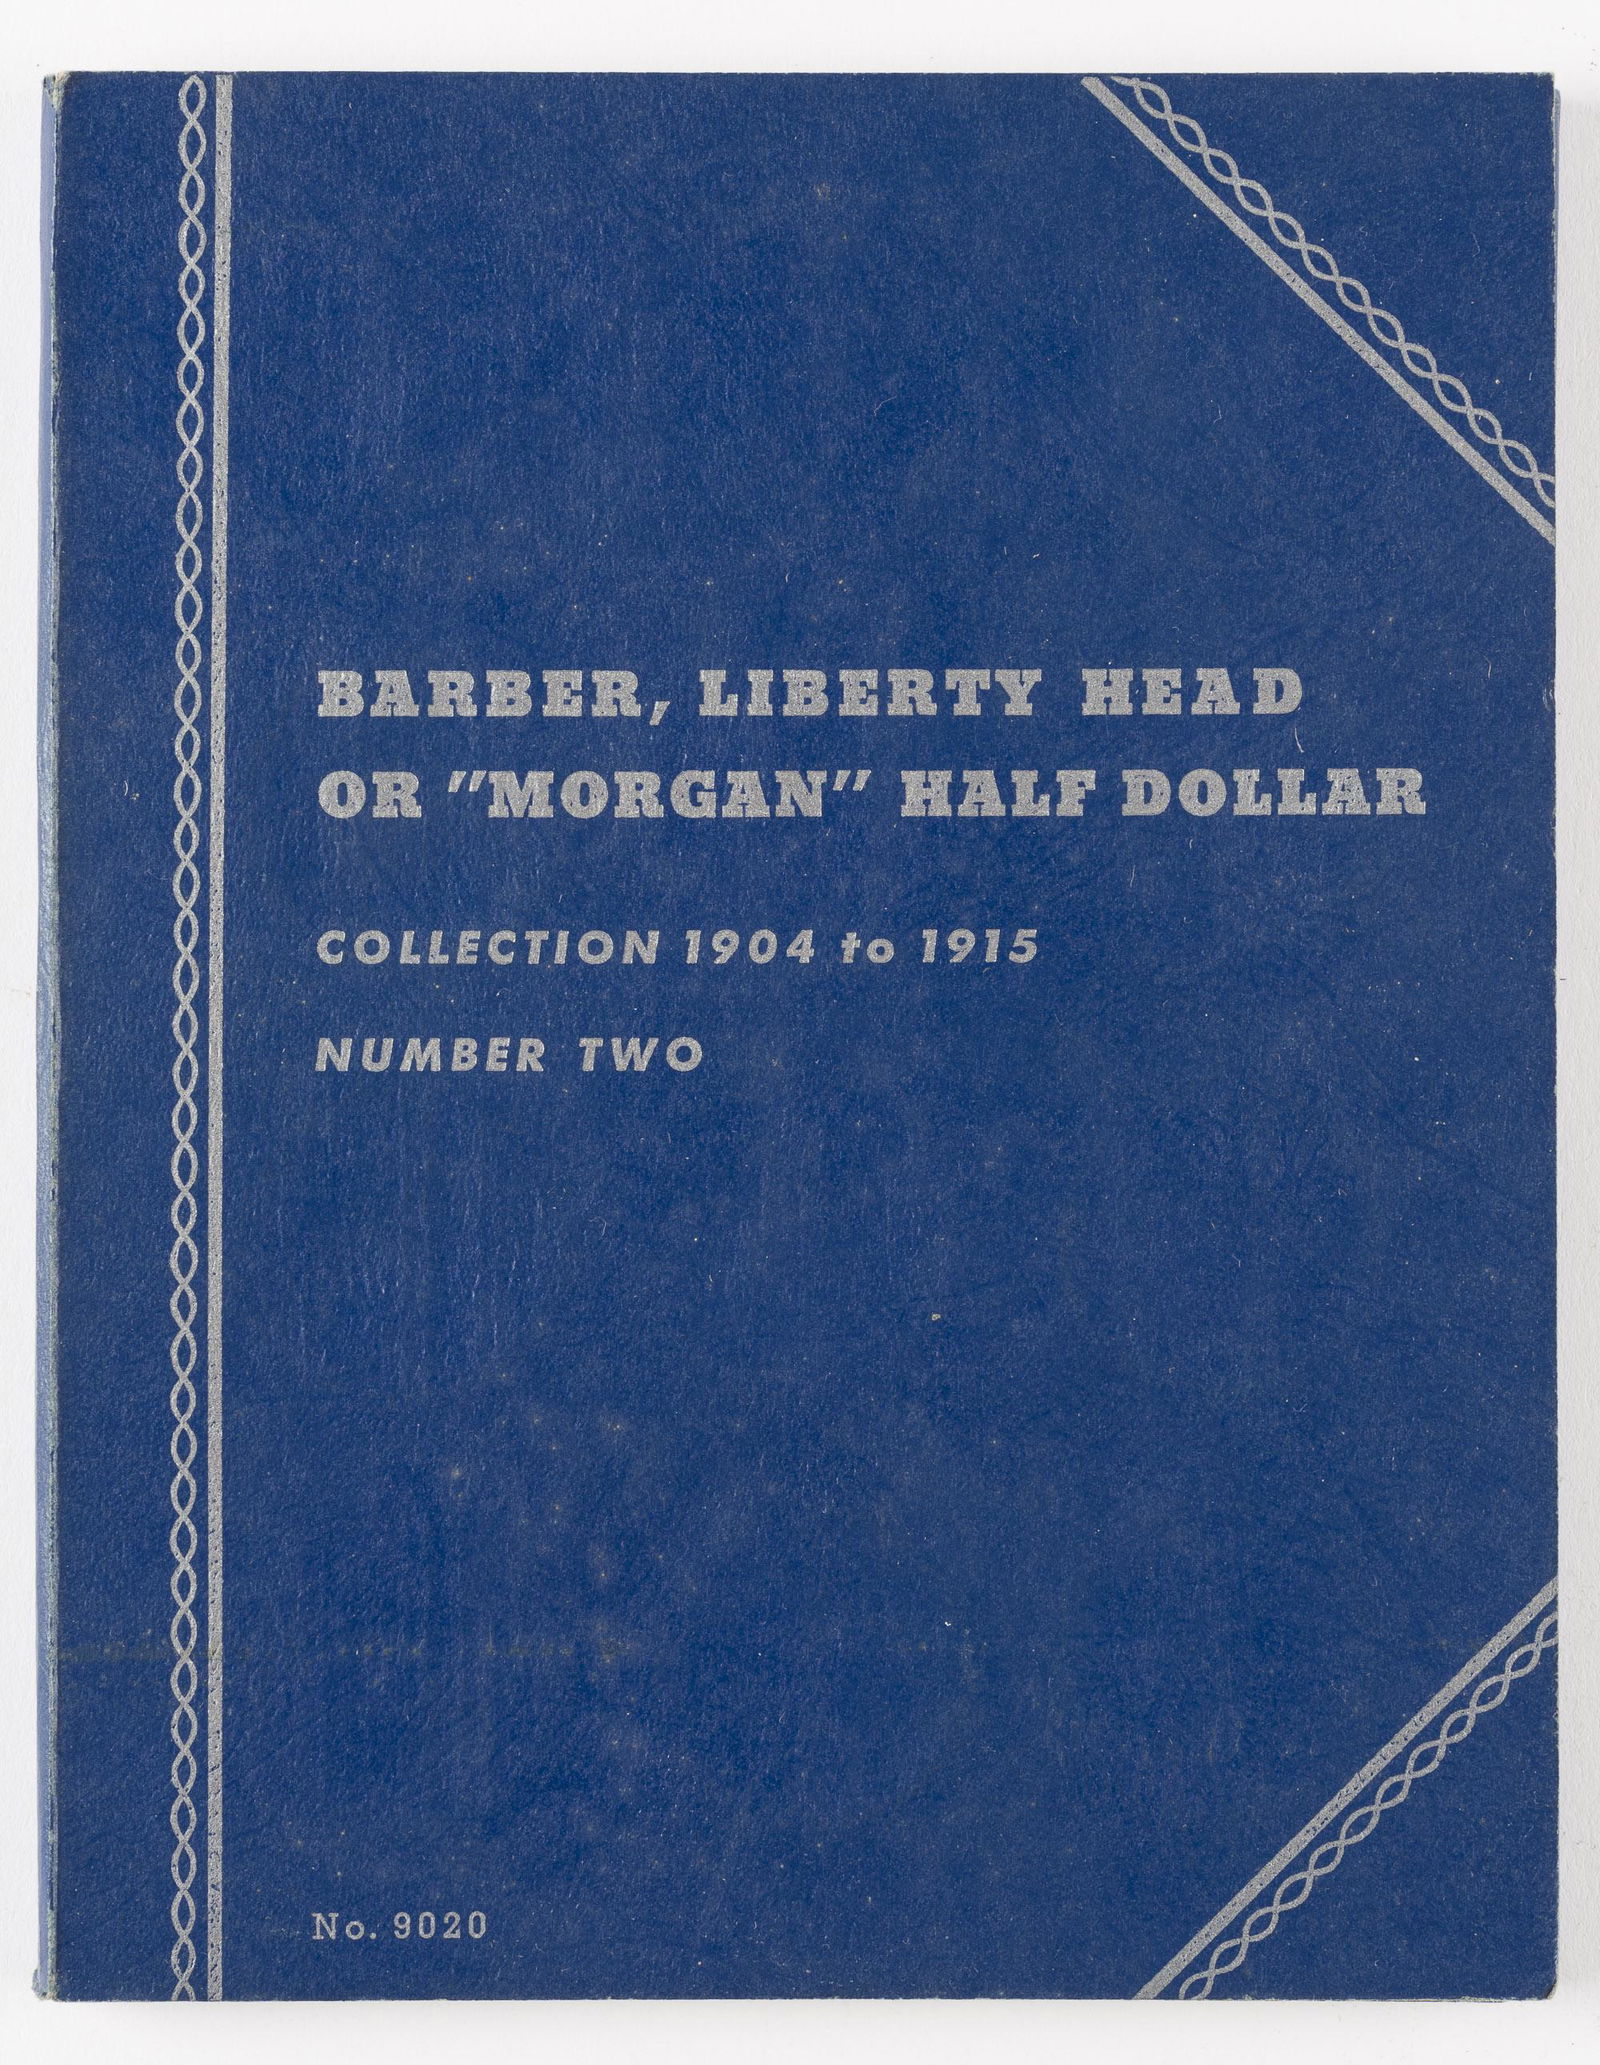 BARBER, LIBERTY HEAD
OR "MORGAN" HALF DOLLAR
COLLECTION 1904 to 1915
NUMBER TWO
No. 9020